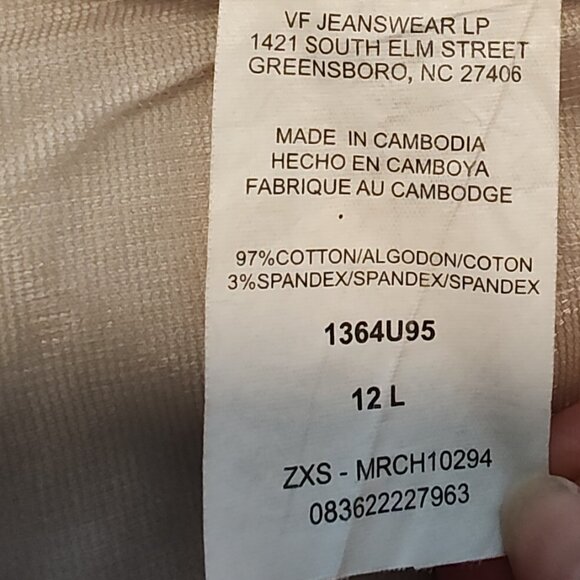 VF JEANSWEAR LP
1421 SOUTH ELM STREET
GREENSBORO, NC 27406
MADE IN CAMBODIA
HECHO EN CAMBOYA
FABRIQUE AU CAMBODGE
97%COTTON/ALGODON/COTON
3%SPANDEX/SPANDEX/SPANDEX
1364U95
12 L
ZXS - MRCH10294
083622227963